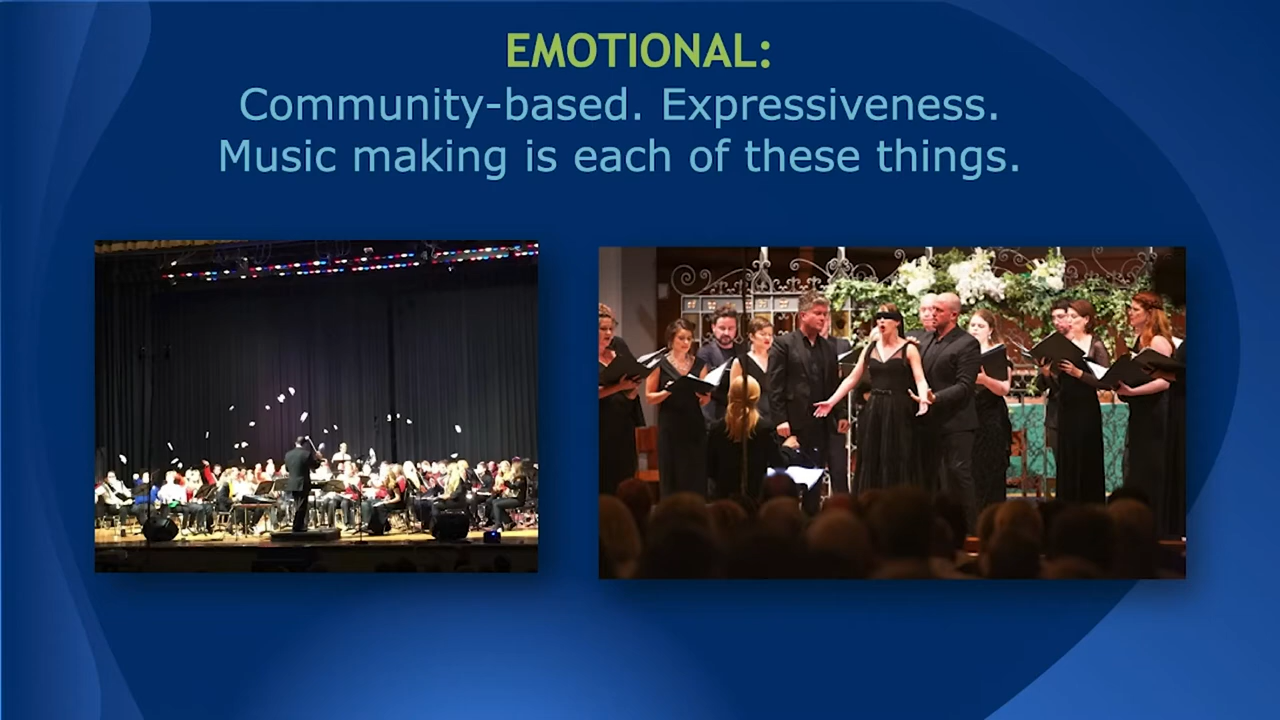 EMOTIONAL:
Community-based. Expressiveness.
Music making is each of these things.